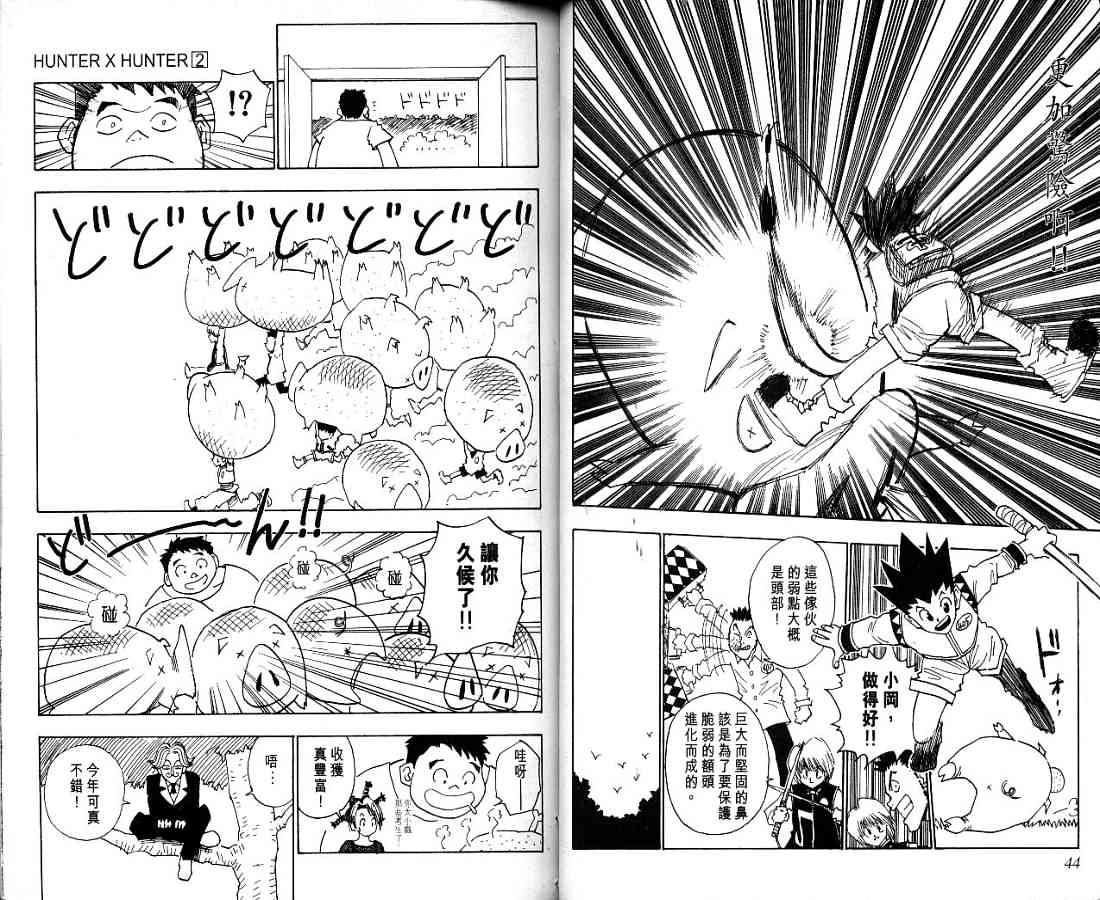 更加驚險啊!!
小岡，
做得好!!
ドォ
這些傢伙
的弱點大概
是頭部！
巨大而堅固的鼻
該是為了要保護
脆弱的額頭
進化而成的。
44
HUNTER X HUNTER 2
ドドドド
!?
どどどどどどど
ど——ん!!
讓你
久候了!!
碰
碰
碰
哇呀
收獲
真豐富！
唔…
今年可真
不錯！